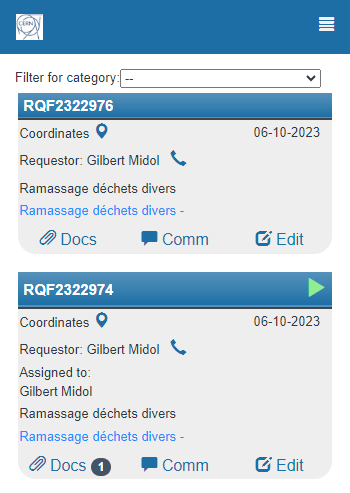 CERN
Filter for category: --
RQF2322976
Coordinates 06-10-2023
Requestor: Gilbert Midol
Ramassage déchets divers
Ramassage déchets divers -
Docs Comm Edit
RQF2322974
Coordinates 06-10-2023
Requestor: Gilbert Midol
Assigned to:
Gilbert Midol
Ramassage déchets divers
Ramassage déchets divers -
Docs 1 Comm Edit